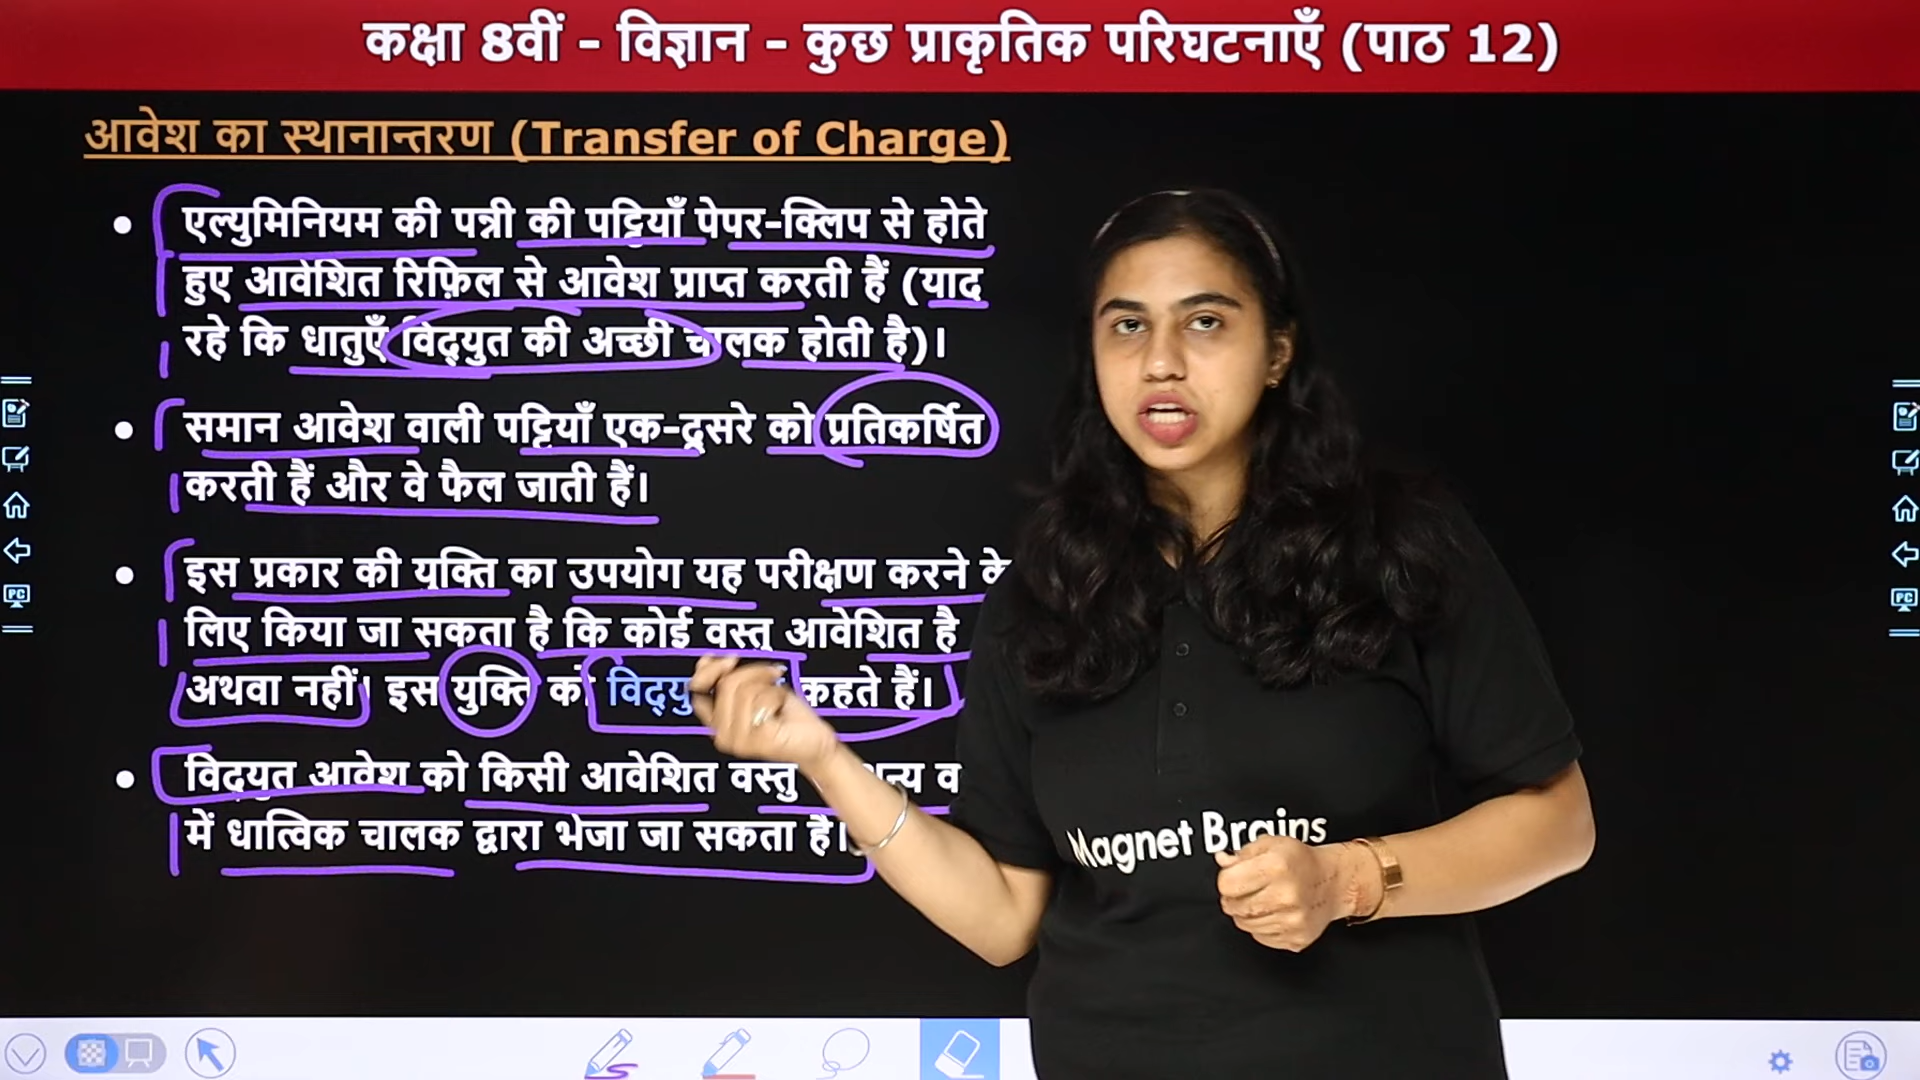 कक्षा 8वीं - विज्ञान - कुछ प्राकृतिक परिघटनाएँ (पाठ 12)
आवेश का स्थानान्तरण (Transfer of Charge)
• एल्युमिनियम की पन्नी की पट्टियाँ पेपर-क्लिप से होते
हुए आवेशित रिफ़िल से आवेश प्राप्त करती हैं (याद
रहे कि धातुएँ विद्युत की अच्छी चालक होती है)।
• समान आवेश वाली पट्टियाँ एक-दूसरे को प्रतिकर्षित
करती हैं और वे फैल जाती हैं।
• इस प्रकार की युक्ति का उपयोग यह परीक्षण करने के
लिए किया जा सकता है कि कोई वस्तु आवेशित है
अथवा नहीं। इस युक्ति को कहते हैं।
• विद्युत आवेश को किसी आवेशित वस्तु
में धात्विक चालक द्वारा भेजा जा सकता है।
Magnet Brains
PC
PC